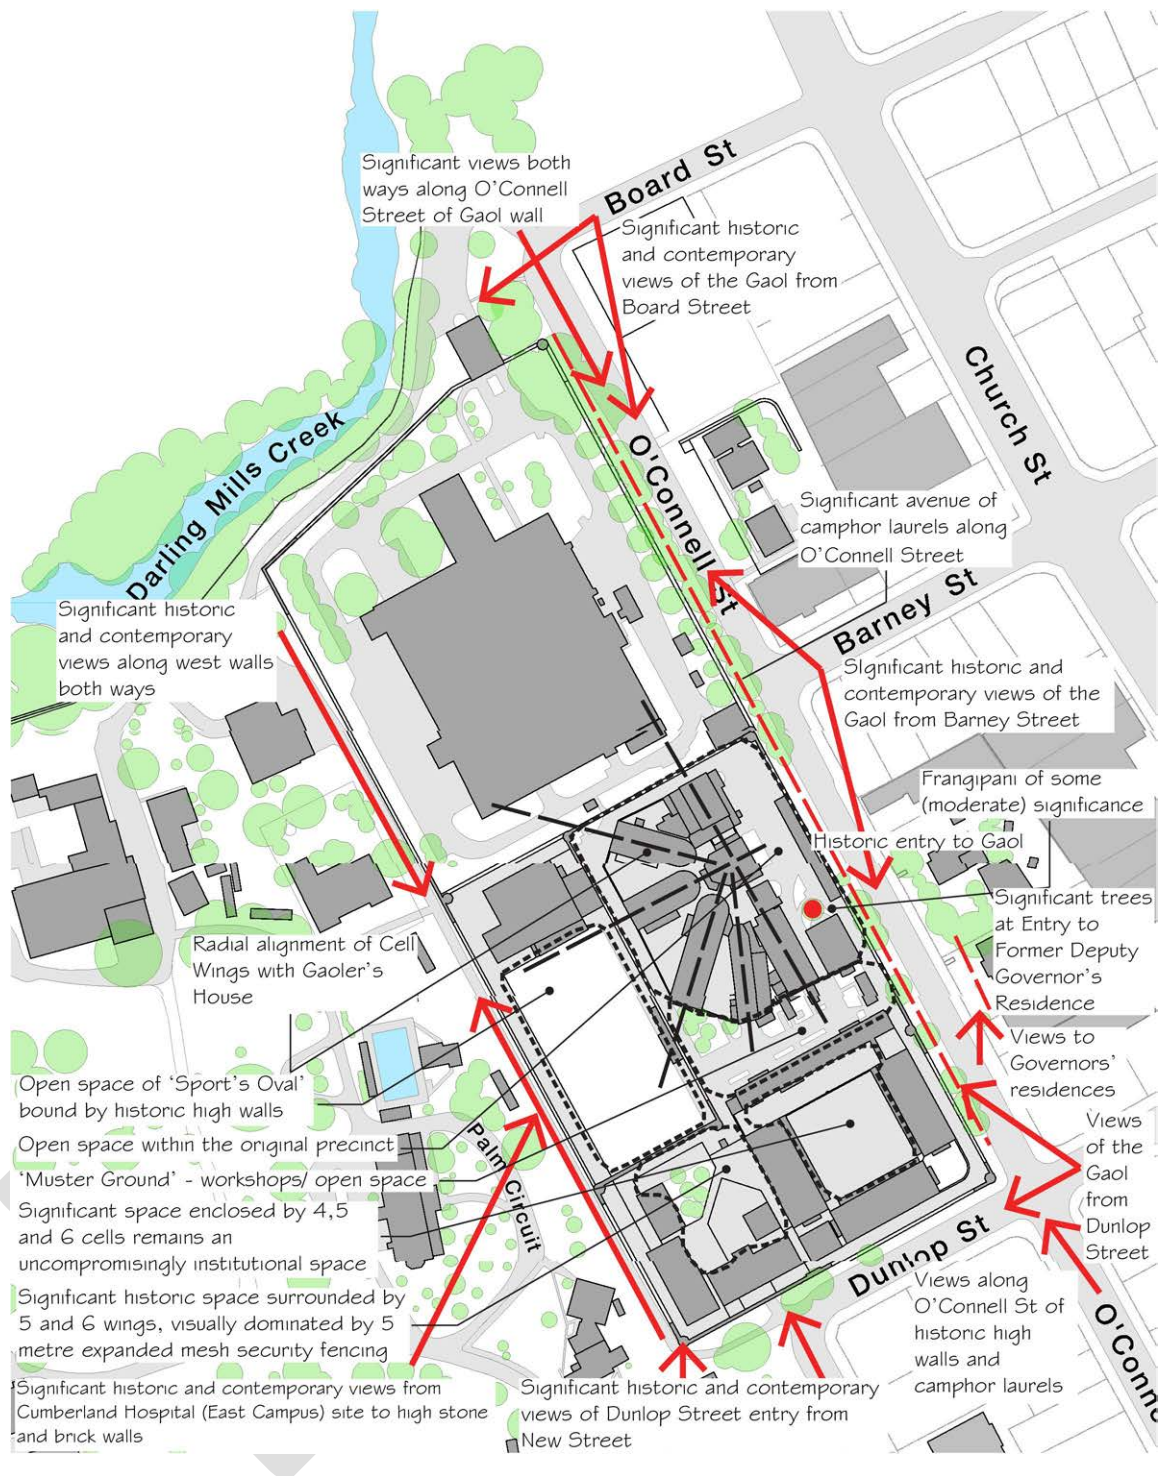 Significant views both
ways along O'Connell
Street of Gaol wall
Board St
Significant historic
and contemporary
views of the Gaol from
Board Street
Church St
Darling Mills Creek
O'Connell St
Significant avenue of
camphor laurels along
O'Connell Street
Barney St
Significant historic
and contemporary
views along west walls
both ways
SIgnificant historic and
contemporary views of the
Gaol from Barney Street
Frangipani of some
(moderate) significance
Historic entry to Gaol
Significant trees
at Entry to
Former Deputy
Governor's
Residence
Radial alignment of Cell
Wings with Gaoler's
House
Views to
Governors'
residences
Open space of 'Sport's Oval'
bound by historic high walls
Open space within the original precinct
'Muster Ground' - workshops/ open space
Significant space enclosed by 4,5
and 6 cells remains an
uncompromisingly institutional space
Significant historic space surrounded by
5 and 6 wings, visually dominated by 5
metre expanded mesh security fencing
Palm Circuit
Views
of the
Gaol
from
Dunlop
Street
Dunlop St
Views along
O'Connell St of
historic high
walls and
camphor laurels
O'Conne
Significant historic and contemporary views from
Cumberland Hospital (East Campus) site to high stone
and brick walls
Significant historic and contemporary
views of Dunlop Street entry from
New Street